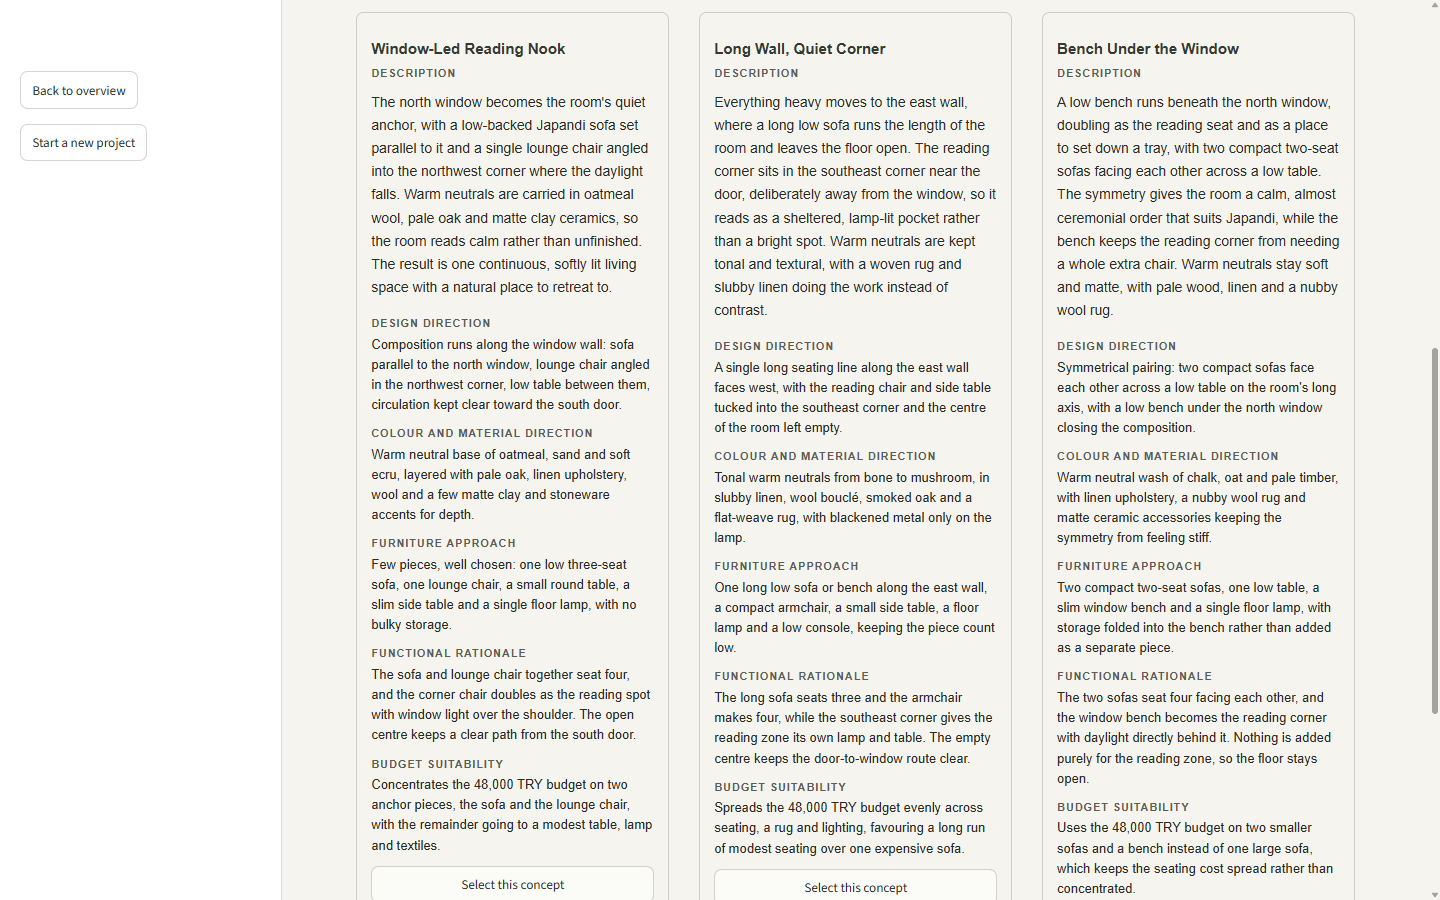 Back to overview
Start a new project
Window-Led Reading Nook
DESCRIPTION
The north window becomes the room's quiet
anchor, with a low-backed Japandi sofa set
parallel to it and a single lounge chair angled
into the northwest corner where the daylight
falls. Warm neutrals are carried in oatmeal
wool, pale oak and matte clay ceramics, so
the room reads calm rather than unfinished.
The result is one continuous, softly lit living
space with a natural place to retreat to.
DESIGN DIRECTION
Composition runs along the window wall: sofa
parallel to the north window, lounge chair angled
in the northwest corner, low table between them,
circulation kept clear toward the south door.
COLOUR AND MATERIAL DIRECTION
Warm neutral base of oatmeal, sand and soft
ecru, layered with pale oak, linen upholstery,
wool and a few matte clay and stoneware
accents for depth.
FURNITURE APPROACH
Few pieces, well chosen: one low three-seat
sofa, one lounge chair, a small round table, a
slim side table and a single floor lamp, with no
bulky storage.
FUNCTIONAL RATIONALE
The sofa and lounge chair together seat four,
and the corner chair doubles as the reading spot
with window light over the shoulder. The open
centre keeps a clear path from the south door.
BUDGET SUITABILITY
Concentrates the 48,000 TRY budget on two
anchor pieces, the sofa and the lounge chair,
with the remainder going to a modest table, lamp
and textiles.
Select this concept
Long Wall, Quiet Corner
DESCRIPTION
Everything heavy moves to the east wall,
where a long low sofa runs the length of the
room and leaves the floor open. The reading
corner sits in the southeast corner near the
door, deliberately away from the window, so it
reads as a sheltered, lamp-lit pocket rather
than a bright spot. Warm neutrals are kept
tonal and textural, with a woven rug and
slubby linen doing the work instead of
contrast.
DESIGN DIRECTION
A single long seating line along the east wall
faces west, with the reading chair and side table
tucked into the southeast corner and the centre
of the room left empty.
COLOUR AND MATERIAL DIRECTION
Tonal warm neutrals from bone to mushroom, in
slubby linen, wool bouclé, smoked oak and a
flat-weave rug, with blackened metal only on the
lamp.
FURNITURE APPROACH
One long low sofa or bench along the east wall,
a compact armchair, a small side table, a floor
lamp and a low console, keeping the piece count
low.
FUNCTIONAL RATIONALE
The long sofa seats three and the armchair
makes four, while the southeast corner gives the
reading zone its own lamp and table. The empty
centre keeps the door-to-window route clear.
BUDGET SUITABILITY
Spreads the 48,000 TRY budget evenly across
seating, a rug and lighting, favouring a long run
of modest seating over one expensive sofa.
Select this concept
Bench Under the Window
DESCRIPTION
A low bench runs beneath the north window,
doubling as the reading seat and as a place
to set down a tray, with two compact two-seat
sofas facing each other across a low table.
The symmetry gives the room a calm, almost
ceremonial order that suits Japandi, while the
bench keeps the reading corner from needing
a whole extra chair. Warm neutrals stay soft
and matte, with pale wood, linen and a nubby
wool rug.
DESIGN DIRECTION
Symmetrical pairing: two compact sofas face
each other across a low table on the room's long
axis, with a low bench under the north window
closing the composition.
COLOUR AND MATERIAL DIRECTION
Warm neutral wash of chalk, oat and pale timber,
with linen upholstery, a nubby wool rug and
matte ceramic accessories keeping the
symmetry from feeling stiff.
FURNITURE APPROACH
Two compact two-seat sofas, one low table, a
slim window bench and a single floor lamp, with
storage folded into the bench rather than added
as a separate piece.
FUNCTIONAL RATIONALE
The two sofas seat four facing each other, and
the window bench becomes the reading corner
with daylight directly behind it. Nothing is added
purely for the reading zone, so the floor stays
open.
BUDGET SUITABILITY
Uses the 48,000 TRY budget on two smaller
sofas and a bench instead of one large sofa,
which keeps the seating cost spread rather than
concentrated.